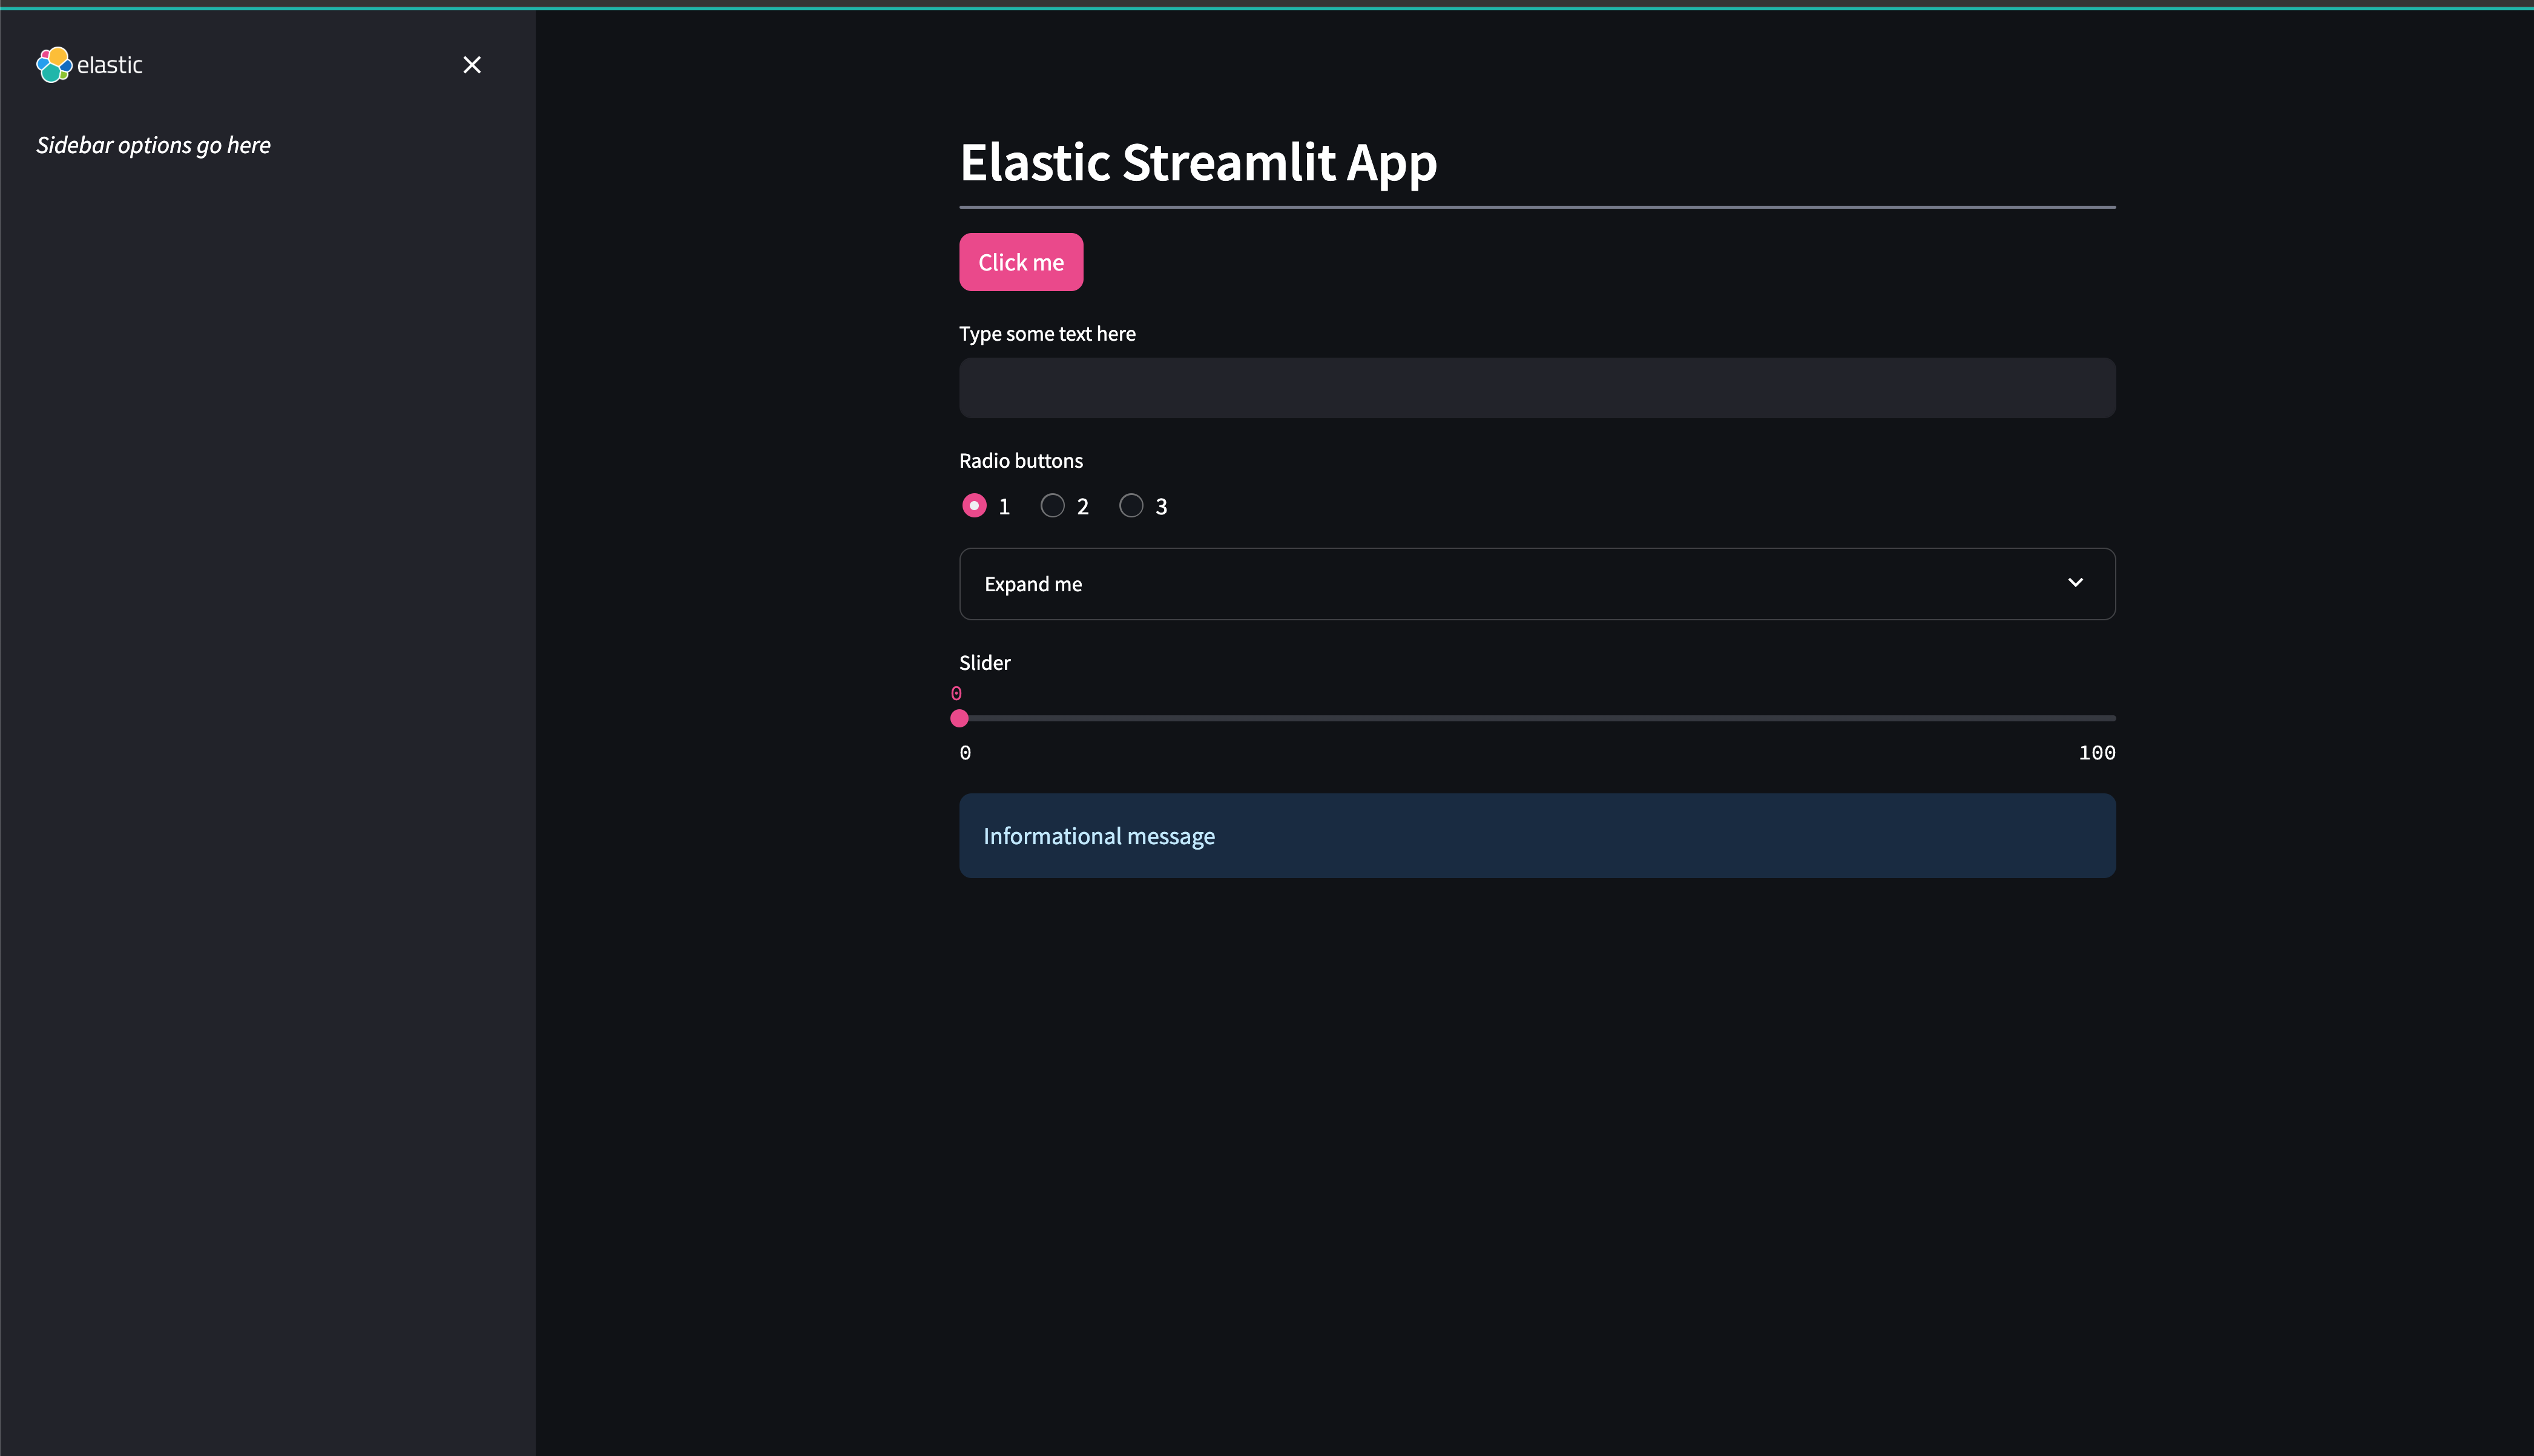 elastic
Sidebar options go here
Elastic Streamlit App
Click me
Type some text here
Radio buttons
1 2 3
Expand me
Slider
0
0 100
Informational message